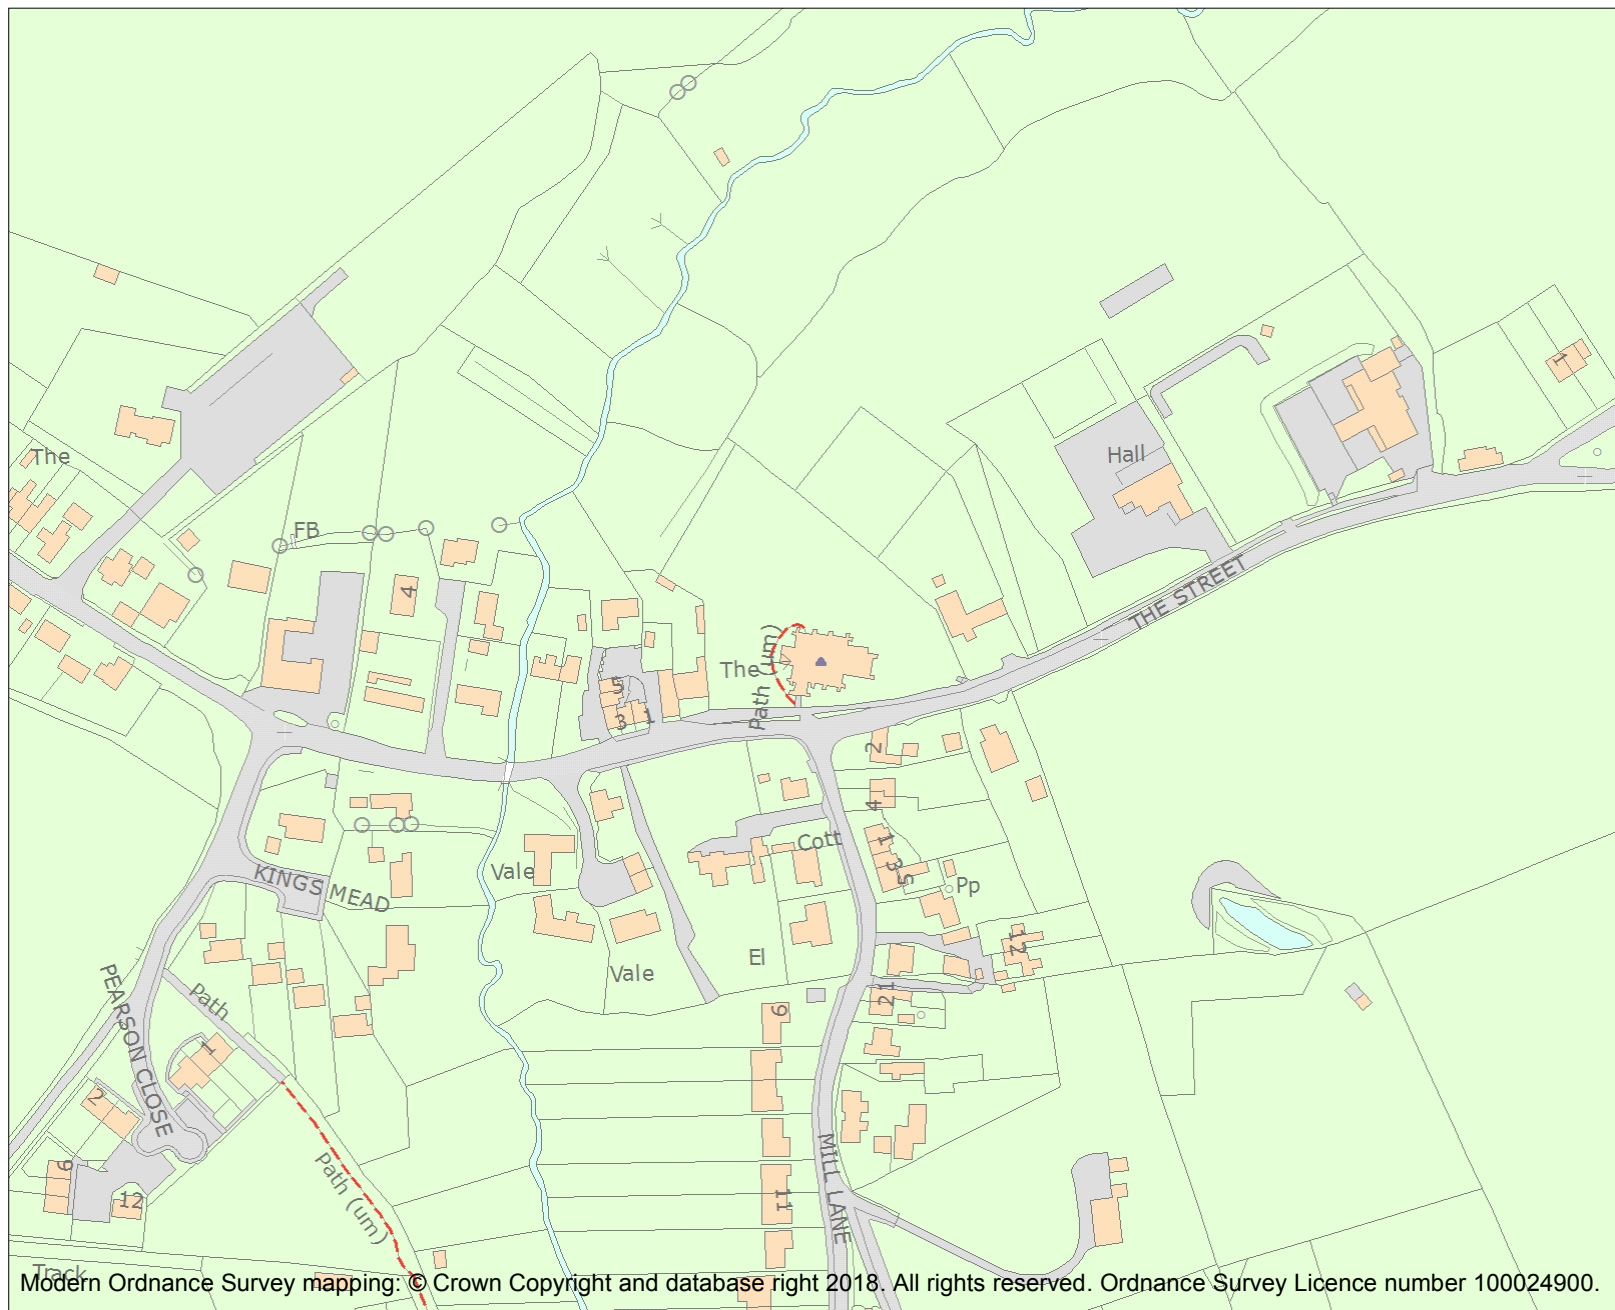 Hall
The
FB
4
1
THE STREET
The
Path (um)
5
3
1
2
4
Cott
1
3
5
Pp
Vale
KINGS MEAD
12
El
Vale
21
PEARSON CLOSE
Path
9
1
2
Path (um)
MILL LANE
9
12
11
Track
Modern Ordnance Survey mapping: © Crown Copyright and database right 2018. All rights reserved. Ordnance Survey Licence number 100024900.